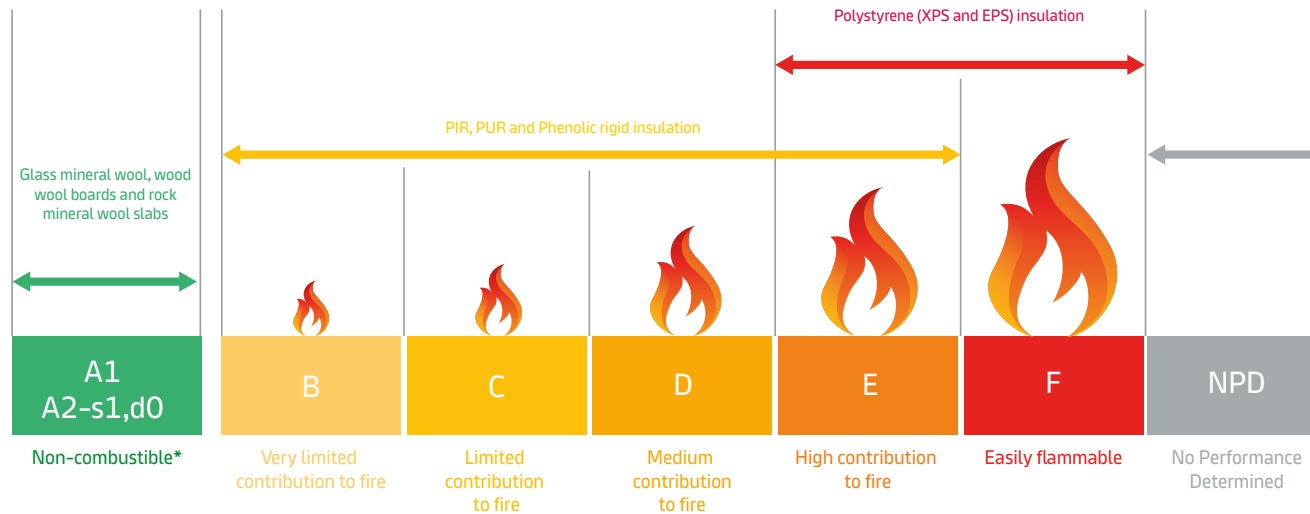 Polystyrene (XPS and EPS) insulation
PIR, PUR and Phenolic rigid insulation
Glass mineral wool, wood
wool boards and rock
mineral wool slabs
A1
A2-s1,d0
B
C
D
E
F
NPD
Non-combustible*
Very limited
contribution to fire
Limited
contribution
to fire
Medium
contribution
to fire
High contribution
to fire
Easily flammable
No Performance
Determined